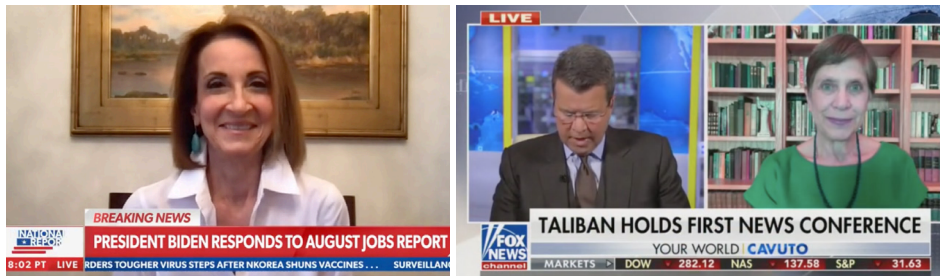 BREAKING NEWS
NATIONAL
REPORT
PRESIDENT BIDEN RESPONDS TO AUGUST JOBS REPORT
8:02 PT LIVE
RDERS TOUGHER VIRUS STEPS AFTER NKOREA SHUNS VACCINES . . . SURVEILLAN
LIVE
FOX
NEWS
channel
TALIBAN HOLDS FIRST NEWS CONFERENCE
YOUR WORLD CAVUTO
MARKETS DOW 282.12 NAS 137.58 S&P 31.63